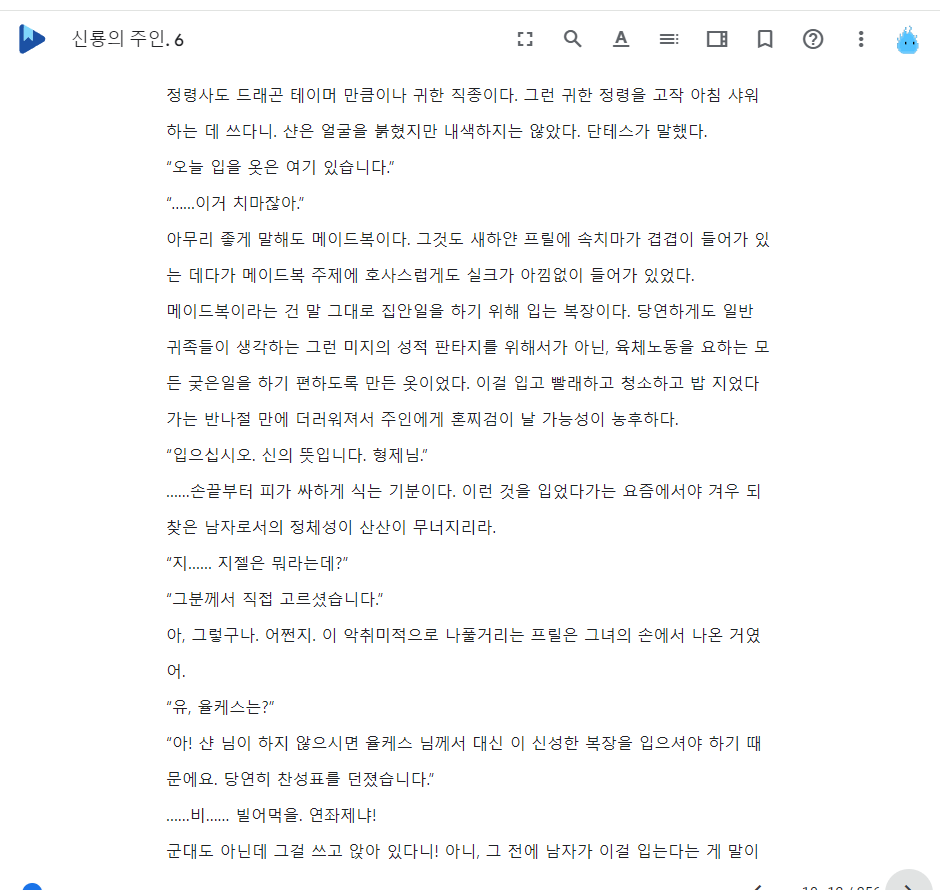 신룡의 주인. 6
정령사도 드래곤 테이머 만큼이나 귀한 직종이다. 그런 귀한 정령을 고작 아침 샤워
하는 데 쓰다니. 샨은 얼굴을 붉혔지만 내색하지는 않았다. 단테스가 말했다.
“오늘 입을 옷은 여기 있습니다.”
“……이거 치마잖아.”
아무리 좋게 말해도 메이드복이다. 그것도 새하얀 프릴에 속치마가 겹겹이 들어가 있
는 데다가 메이드복 주제에 호사스럽게도 실크가 아낌없이 들어가 있었다.
메이드복이라는 건 말 그대로 집안일을 하기 위해 입는 복장이다. 당연하게도 일반
귀족들이 생각하는 그런 미지의 성적 판타지를 위해서가 아닌, 육체노동을 요하는 모
든 궂은일을 하기 편하도록 만든 옷이었다. 이걸 입고 빨래하고 청소하고 밥 지었다
가는 반나절 만에 더러워져서 주인에게 혼찌검이 날 가능성이 농후하다.
“입으십시오. 신의 뜻입니다. 형제님.”
……손끝부터 피가 싸하게 식는 기분이다. 이런 것을 입었다가는 요즘에서야 겨우 되
찾은 남자로서의 정체성이 산산이 무너지리라.
“지…… 지젤은 뭐라는데?”
“그분께서 직접 고르셨습니다.”
아, 그렇구나. 어쩐지. 이 악취미적으로 나풀거리는 프릴은 그녀의 손에서 나온 거였
어.
“유, 율케스는?”
“아! 샨 님이 하지 않으시면 율케스 님께서 대신 이 신성한 복장을 입으셔야 하기 때
문에요. 당연히 찬성표를 던졌습니다.”
……비…… 빌어먹을. 연좌제냐!
군대도 아닌데 그걸 쓰고 앉아 있다니! 아니, 그 전에 남자가 이걸 입는다는 게 말이